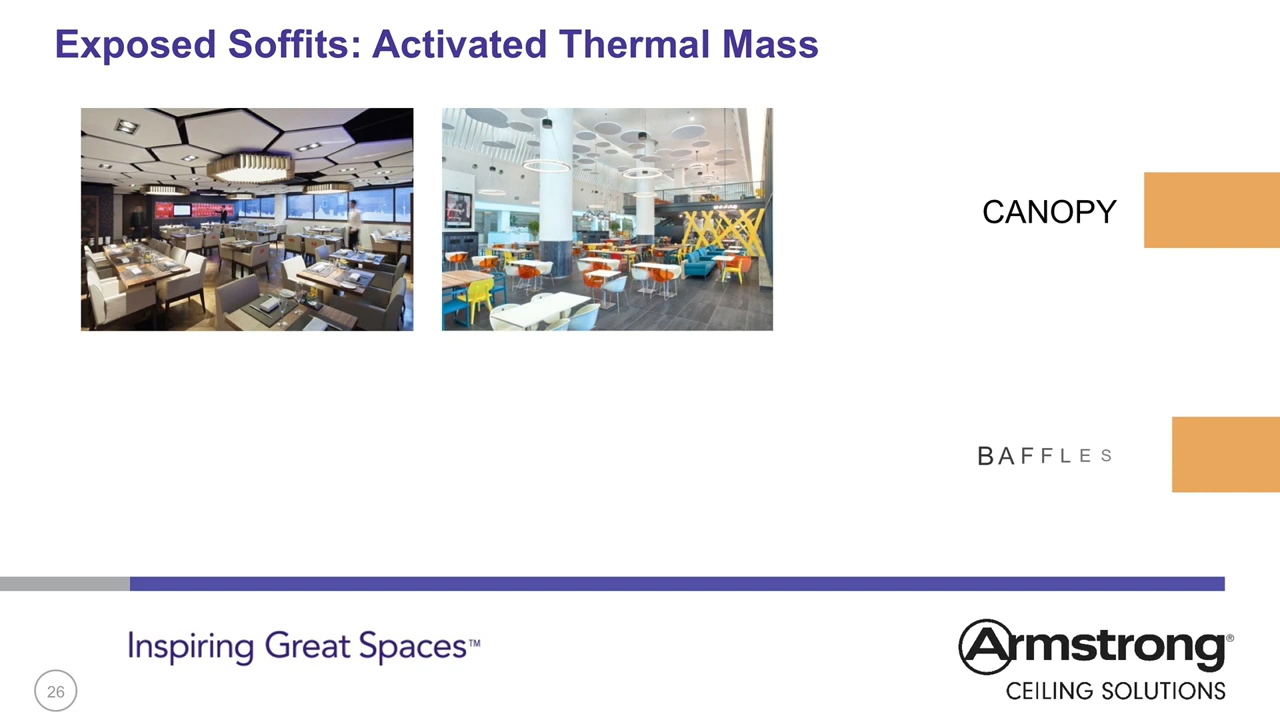 Exposed Soffits: Activated Thermal Mass
CANOPY
BAFFLES
Inspiring Great Spaces™
Armstrong®
CEILING SOLUTIONS
26